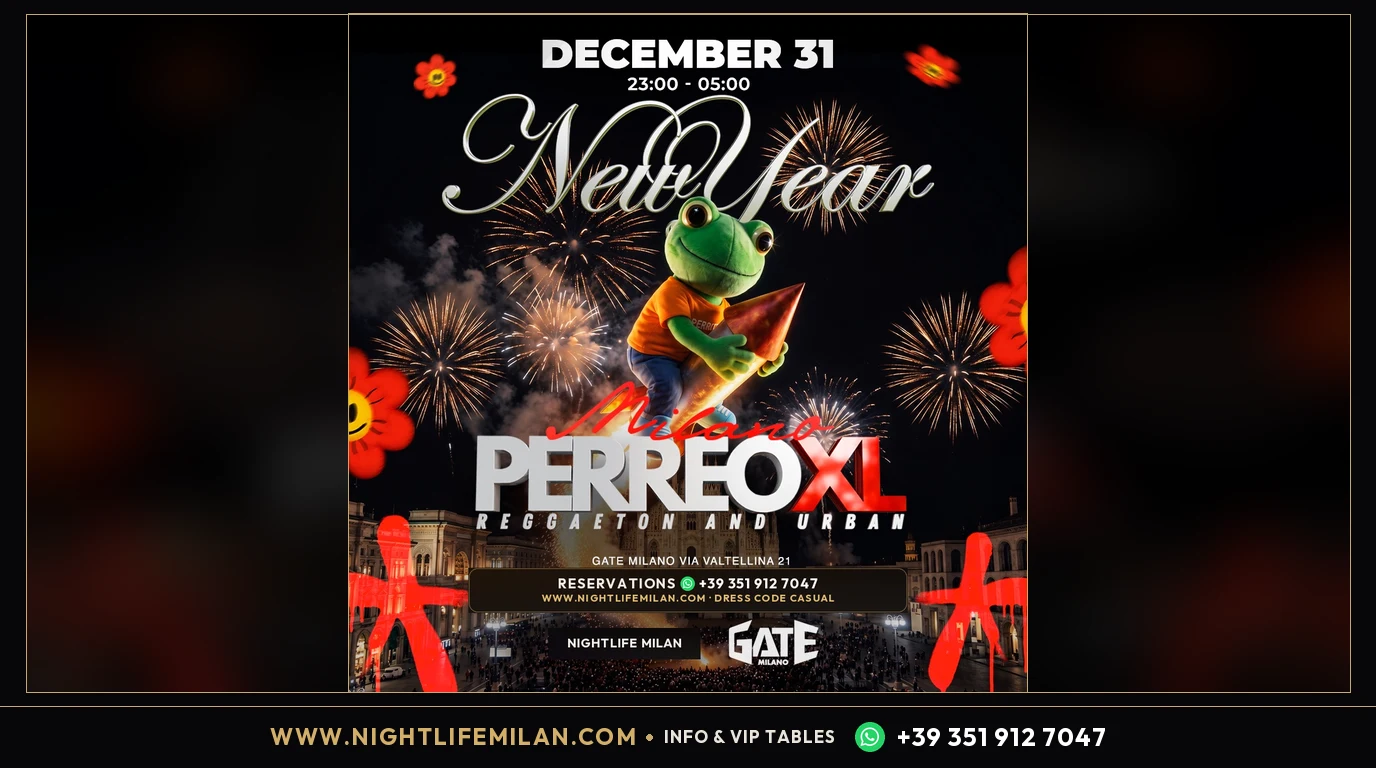 DECEMBER 31
23:00 - 05:00
New Year
Milano
PERREOXL
REGGAETON AND URBAN
GATE MILANO VIA VALTELLINA 21
RESERVATIONS +39 351 912 7047
WWW.NIGHTLIFEMILAN.COM · DRESS CODE CASUAL
NIGHTLIFE MILAN
GATE
MILANO
WWW.NIGHTLIFEMILAN.COM • INFO & VIP TABLES +39 351 912 7047